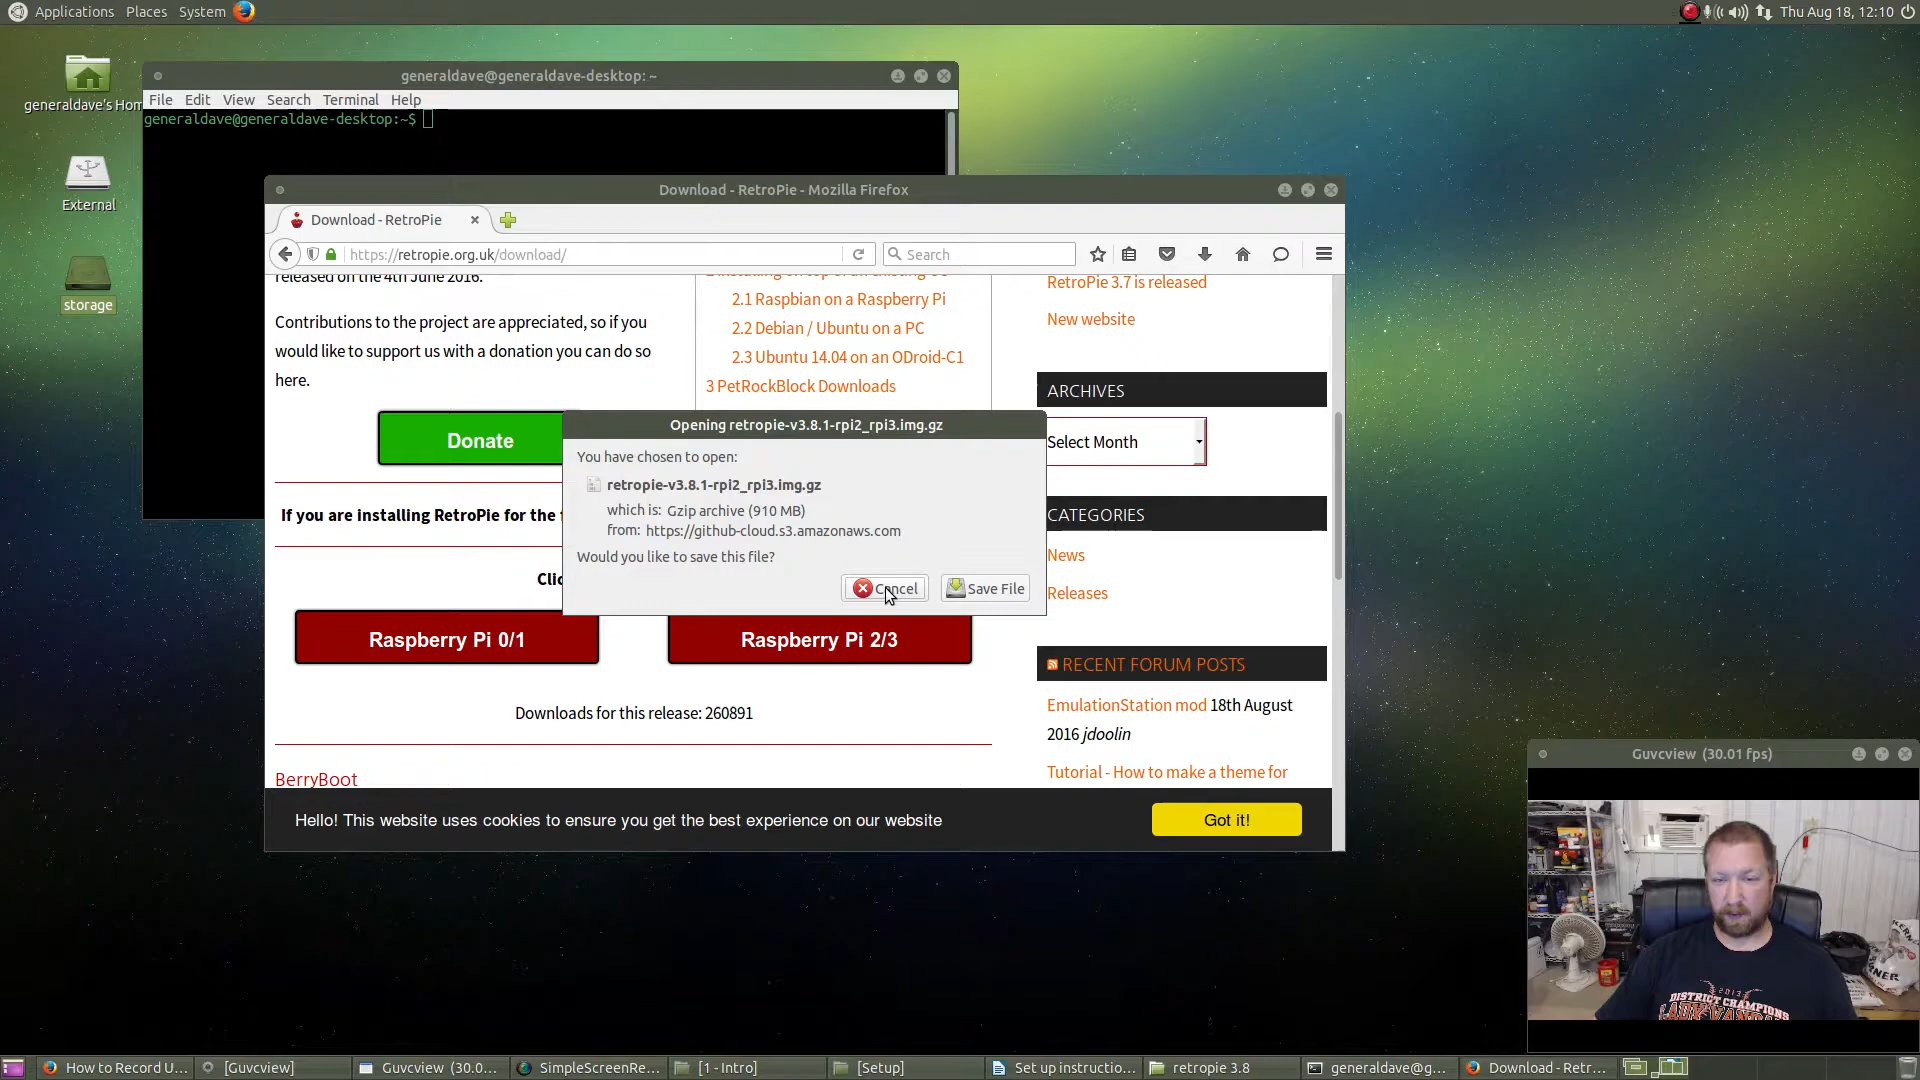 Applications Places System
Thu Aug 18, 12:10
generaldave's Hom
External
storage
generaldave@generaldave-desktop: ~
File Edit View Search Terminal Help
generaldave@generaldave-desktop:~$
Download - RetroPie - Mozilla Firefox
Download - RetroPie
https://retropie.org.uk/download/
Search
released on the 4th June 2016.
Contributions to the project are appreciated, so if you
would like to support us with a donation you can do so
here.
Donate
If you are installing RetroPie for the f
Clic
Raspberry Pi 0/1
Raspberry Pi 2/3
Downloads for this release: 260891
BerryBoot
2.1 Raspbian on a Raspberry Pi
2.2 Debian / Ubuntu on a PC
2.3 Ubuntu 14.04 on an ODroid-C1
3 PetRockBlock Downloads
RetroPie 3.7 is released
New website
ARCHIVES
Select Month
CATEGORIES
News
Releases
RECENT FORUM POSTS
EmulationStation mod 18th August
2016 jdoolin
Tutorial - How to make a theme for
Opening retropie-v3.8.1-rpi2_rpi3.img.gz
You have chosen to open:
retropie-v3.8.1-rpi2_rpi3.img.gz
which is: Gzip archive (910 MB)
from: https://github-cloud.s3.amazonaws.com
Would you like to save this file?
Cancel
Save File
Hello! This website uses cookies to ensure you get the best experience on our website
Got it!
Guvcview (30.01 fps)
2013
DISTRICT CHAMPIONS
How to Record U...
[Guvcview]
Guvcview (30.0...
SimpleScreenRe...
[1 - Intro]
[Setup]
Set up instructio...
retropie 3.8
generaldave@g...
Download - Retr...